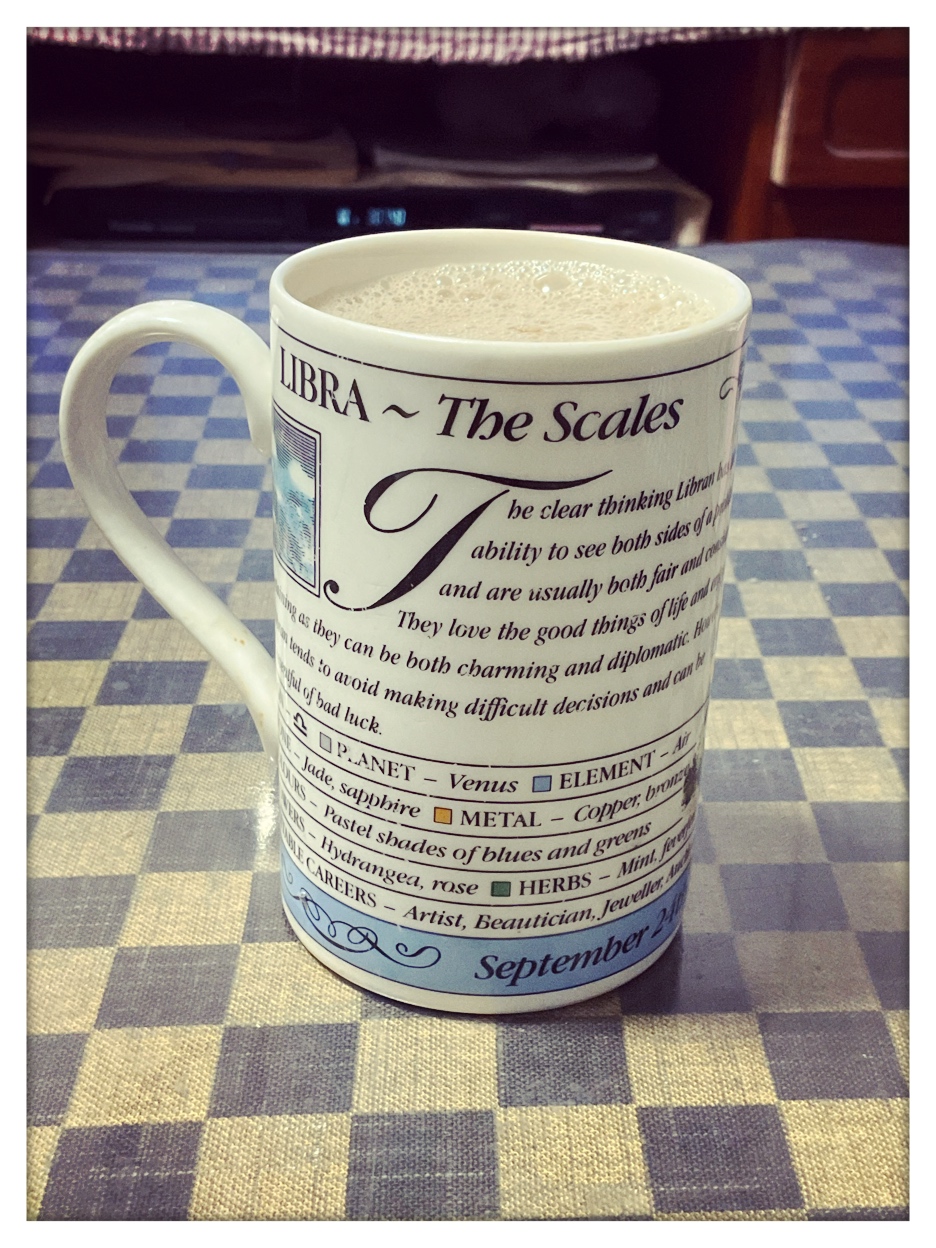 LIBRA ~ The Scales
The clear thinking Libran
ability to see both sides of a
and are usually both fair and
They love the good things of life and
as they can be both charming and diplomatic.
tends to avoid making difficult decisions and can be
of bad luck.
♎ PLANET – Venus ELEMENT – Air
– Jade, sapphire METAL – Copper, bronze
– Pastel shades of blues and greens
– Hydrangea, rose HERBS – Mint,
CAREERS – Artist, Beautician, Jeweller,
September